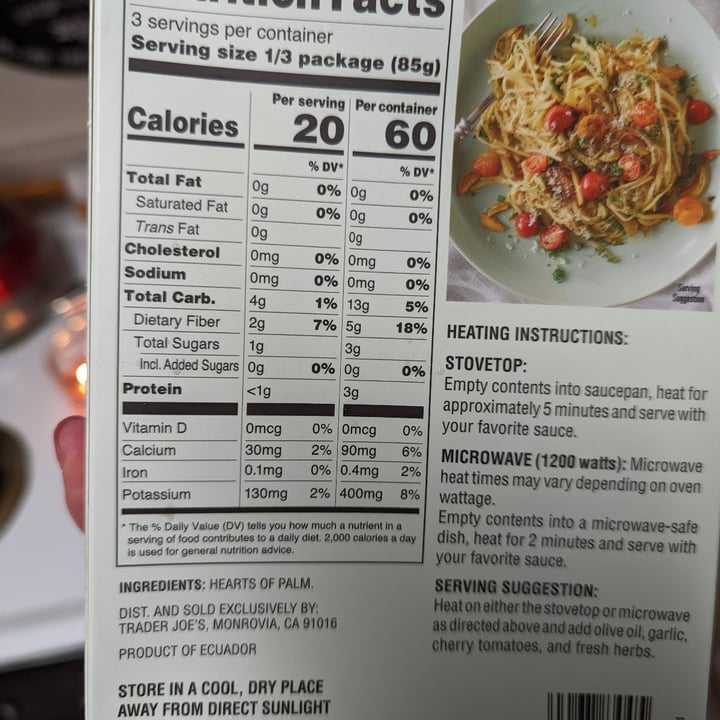 Nutrition Facts
3 servings per container
Serving size 1/3 package (85g)
Per serving Per container
Calories 20 60
% DV* % DV*
Total Fat 0g 0% 0g 0%
Saturated Fat 0g 0% 0g 0%
Trans Fat 0g 0g
Cholesterol 0mg 0% 0mg 0%
Sodium 0mg 0% 0mg 0%
Total Carb. 4g 1% 13g 5%
Dietary Fiber 2g 7% 5g 18%
Total Sugars 1g 3g
Incl. Added Sugars 0g 0% 0g 0%
Protein <1g 3g
Vitamin D 0mcg 0% 0mcg 0%
Calcium 30mg 2% 90mg 6%
Iron 0.1mg 0% 0.4mg 2%
Potassium 130mg 2% 400mg 8%
* The % Daily Value (DV) tells you how much a nutrient in a
serving of food contributes to a daily diet. 2,000 calories a day
is used for general nutrition advice.
INGREDIENTS: HEARTS OF PALM.
DIST. AND SOLD EXCLUSIVELY BY:
TRADER JOE'S, MONROVIA, CA 91016
PRODUCT OF ECUADOR
STORE IN A COOL, DRY PLACE
AWAY FROM DIRECT SUNLIGHT
Serving
Suggestion
HEATING INSTRUCTIONS:
STOVETOP:
Empty contents into saucepan, heat for
approximately 5 minutes and serve with
your favorite sauce.
MICROWAVE (1200 watts): Microwave
heat times may vary depending on oven
wattage.
Empty contents into a microwave-safe
dish, heat for 2 minutes and serve with
your favorite sauce.
SERVING SUGGESTION:
Heat on either the stovetop or microwave
as directed above and add olive oil, garlic,
cherry tomatoes, and fresh herbs.